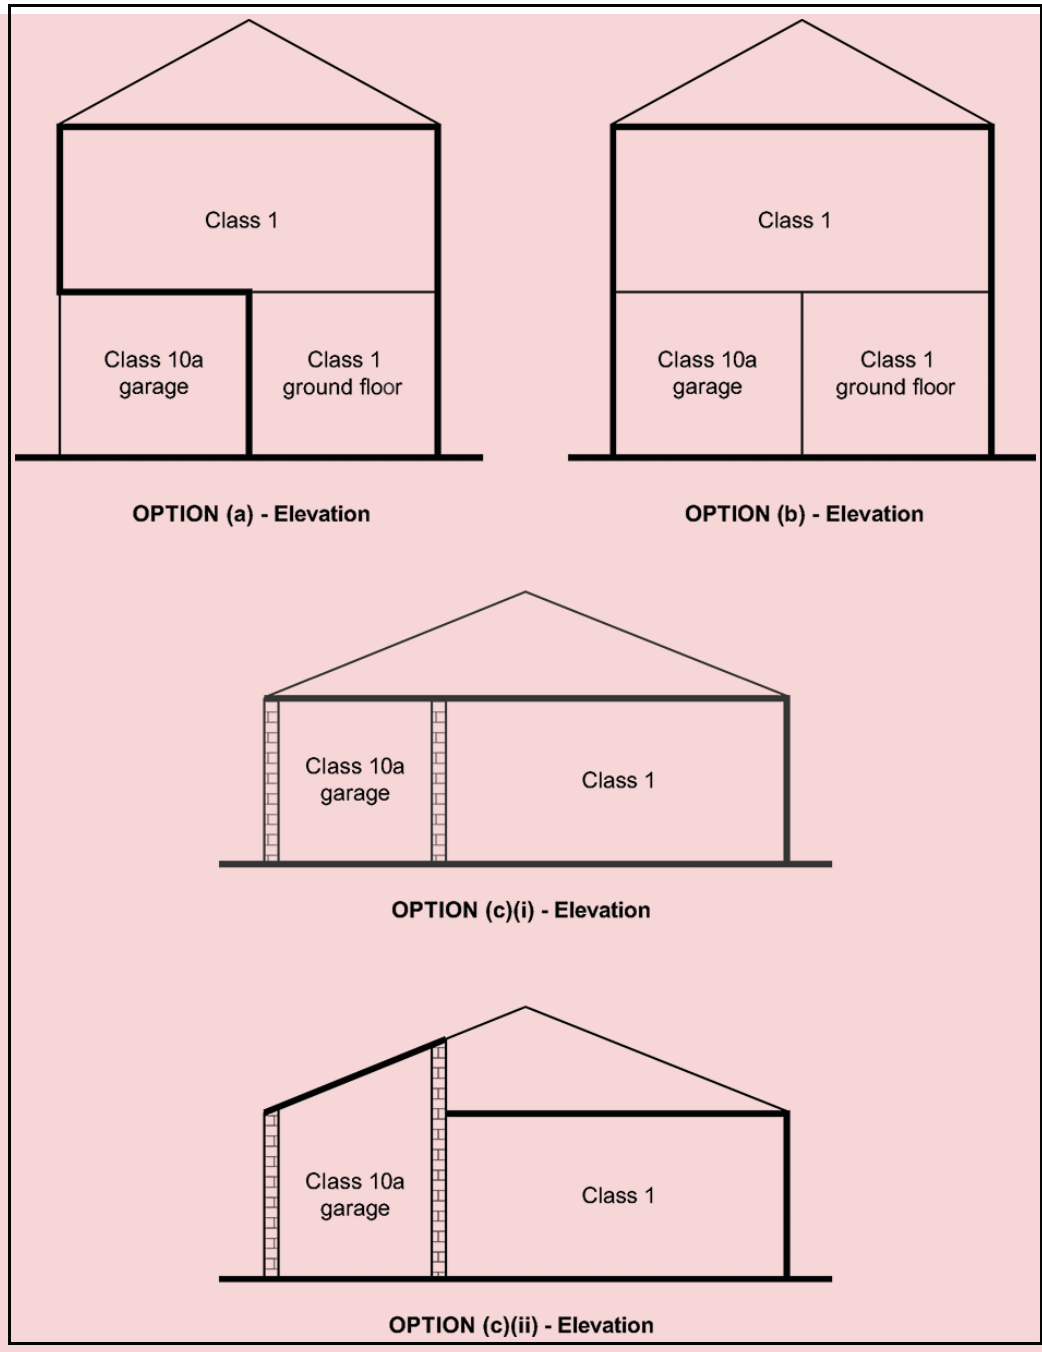 Class 1
Class 10a
garage
Class 1
ground floor
OPTION (a) - Elevation
Class 1
Class 10a
garage
Class 1
ground floor
OPTION (b) - Elevation
Class 10a
garage
Class 1
OPTION (c)(i) - Elevation
Class 10a
garage
Class 1
OPTION (c)(ii) - Elevation